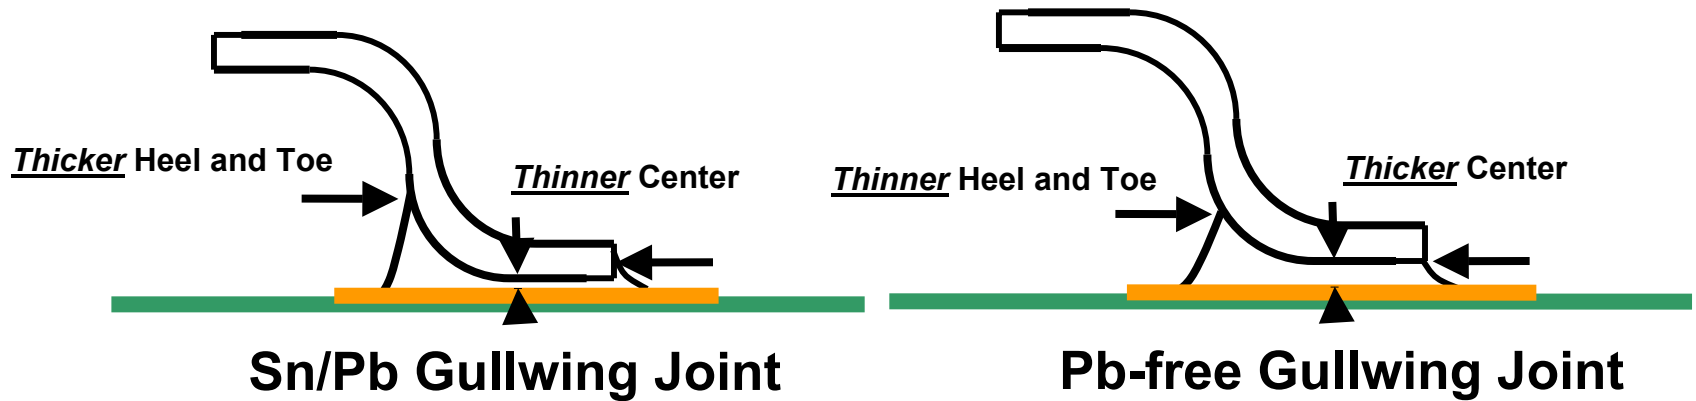 Thicker Heel and Toe
Thinner Center
Sn/Pb Gullwing Joint
Thinner Heel and Toe
Thicker Center
Pb-free Gullwing Joint